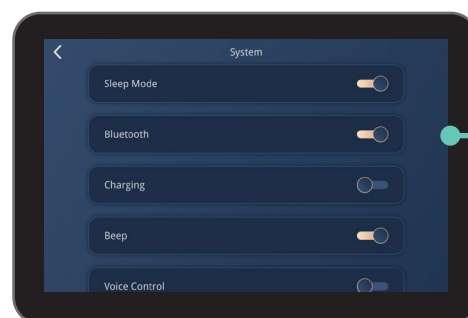 System
Sleep Mode
Bluetooth
Charging
Beep
Voice Control